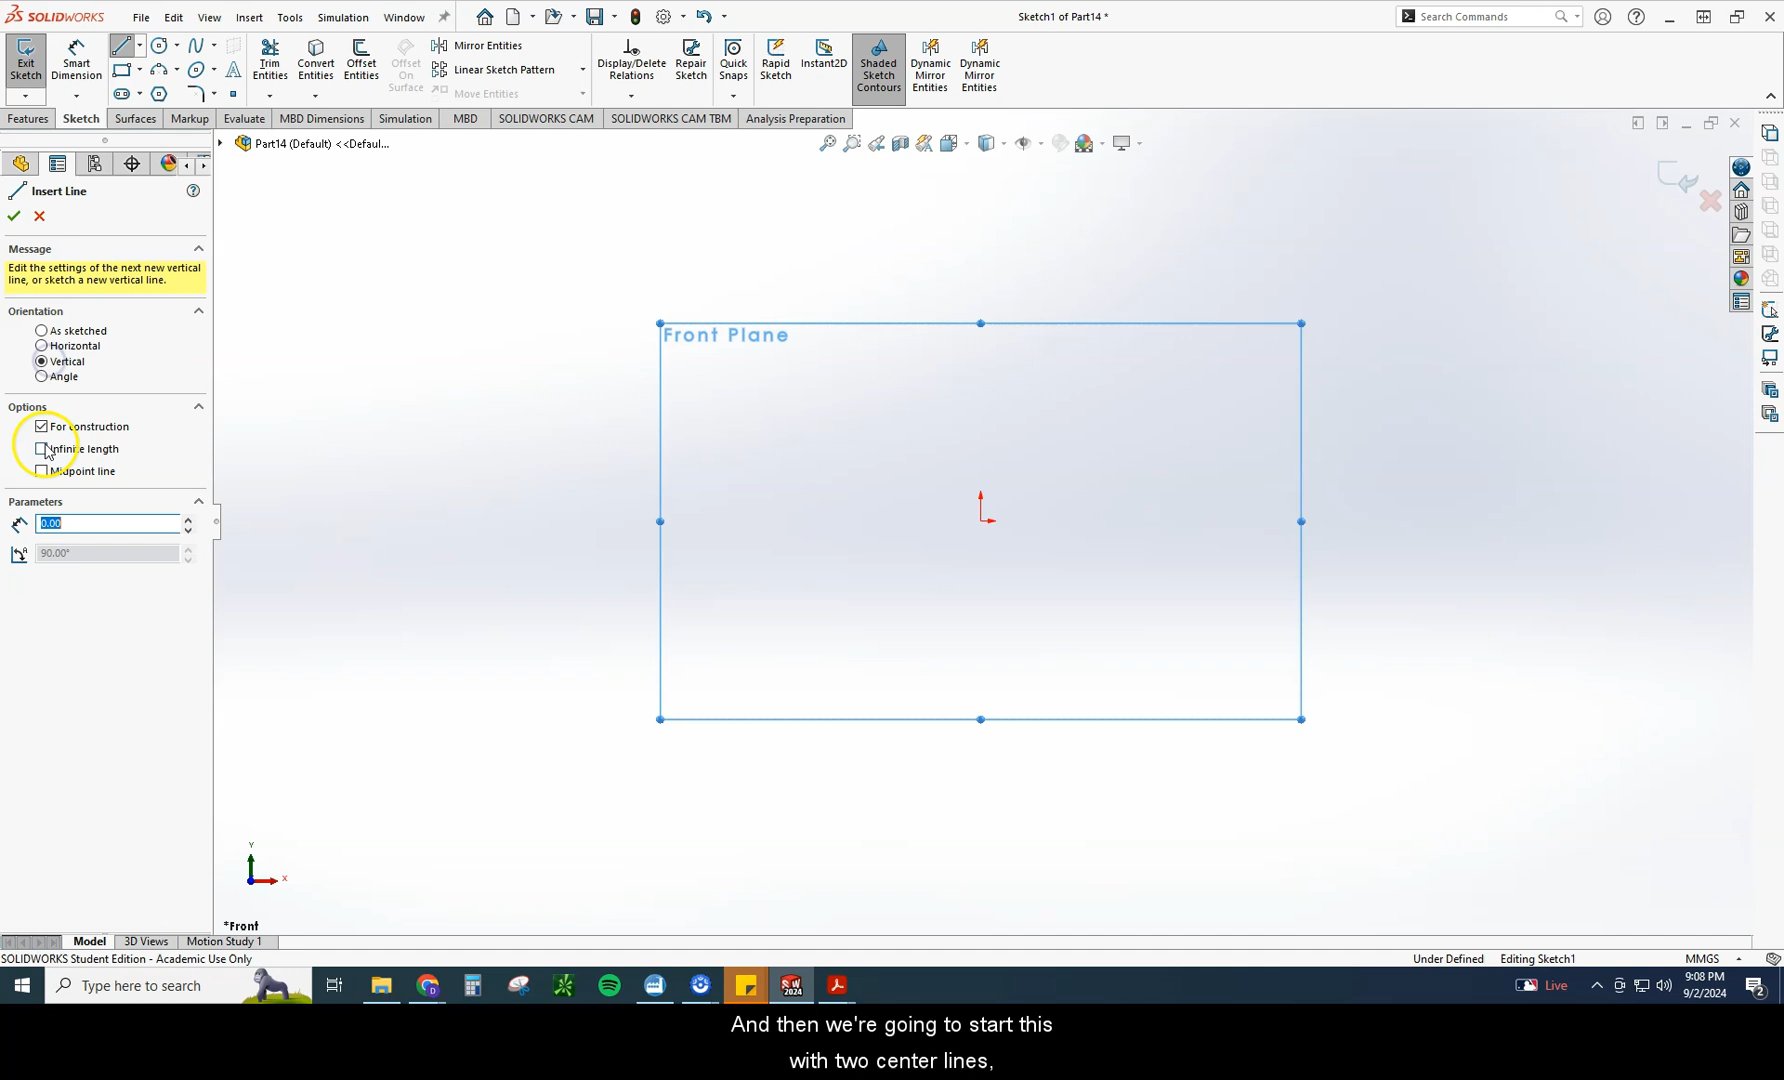 SOLIDWORKS File Edit View Insert Tools Simulation Window Sketch1 of Part14 * Search Commands
Exit Sketch
Smart Dimension
Trim Entities
Convert Entities
Offset Entities
Offset On Surface
Mirror Entities
Linear Sketch Pattern
Move Entities
Display/Delete Relations
Repair Sketch
Quick Snaps
Rapid Sketch
Instant2D
Shaded Sketch Contours
Dynamic Mirror Entities
Dynamic Mirror Entities
Features Sketch Surfaces Markup Evaluate MBD Dimensions Simulation MBD SOLIDWORKS CAM SOLIDWORKS CAM TBM Analysis Preparation
Part14 (Default) <<Defaul...
Insert Line
Message
Edit the settings of the next new vertical
line, or sketch a new vertical line.
Orientation
As sketched
Horizontal
Vertical
Angle
Options
For construction
Infinite length
Midpoint line
Parameters
0.00
90.00°
Front Plane
Y
X
*Front
Model 3D Views Motion Study 1
SOLIDWORKS Student Edition - Academic Use Only Under Defined Editing Sketch1 MMGS
Type here to search
SW
2024
Live
9:08 PM
9/2/2024
2
And then we're going to start this
with two center lines,